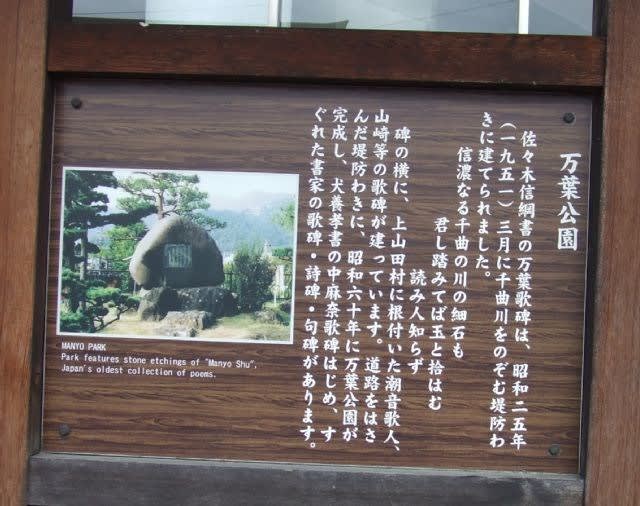 万葉公園
佐々木信綱書の万葉歌碑は、昭和二五年
(一九五一)三月に千曲川をのぞむ堤防わ
きに建てられました。
信濃なる千曲の川の細石も
君し踏みてば玉と拾はむ
読み人知らず
碑の横に、上山田村に根付いた潮音歌人、
山崎等の歌碑が建っています。道路をはさ
んだ堤防わきに、昭和六十年に万葉公園が
完成し、犬養孝書の中麻奈歌碑はじめ、す
ぐれた書家の歌碑・詩碑・句碑があります。
MANYO PARK
Park features stone etchings of "Manyo Shu",
Japan's oldest collection of poems.